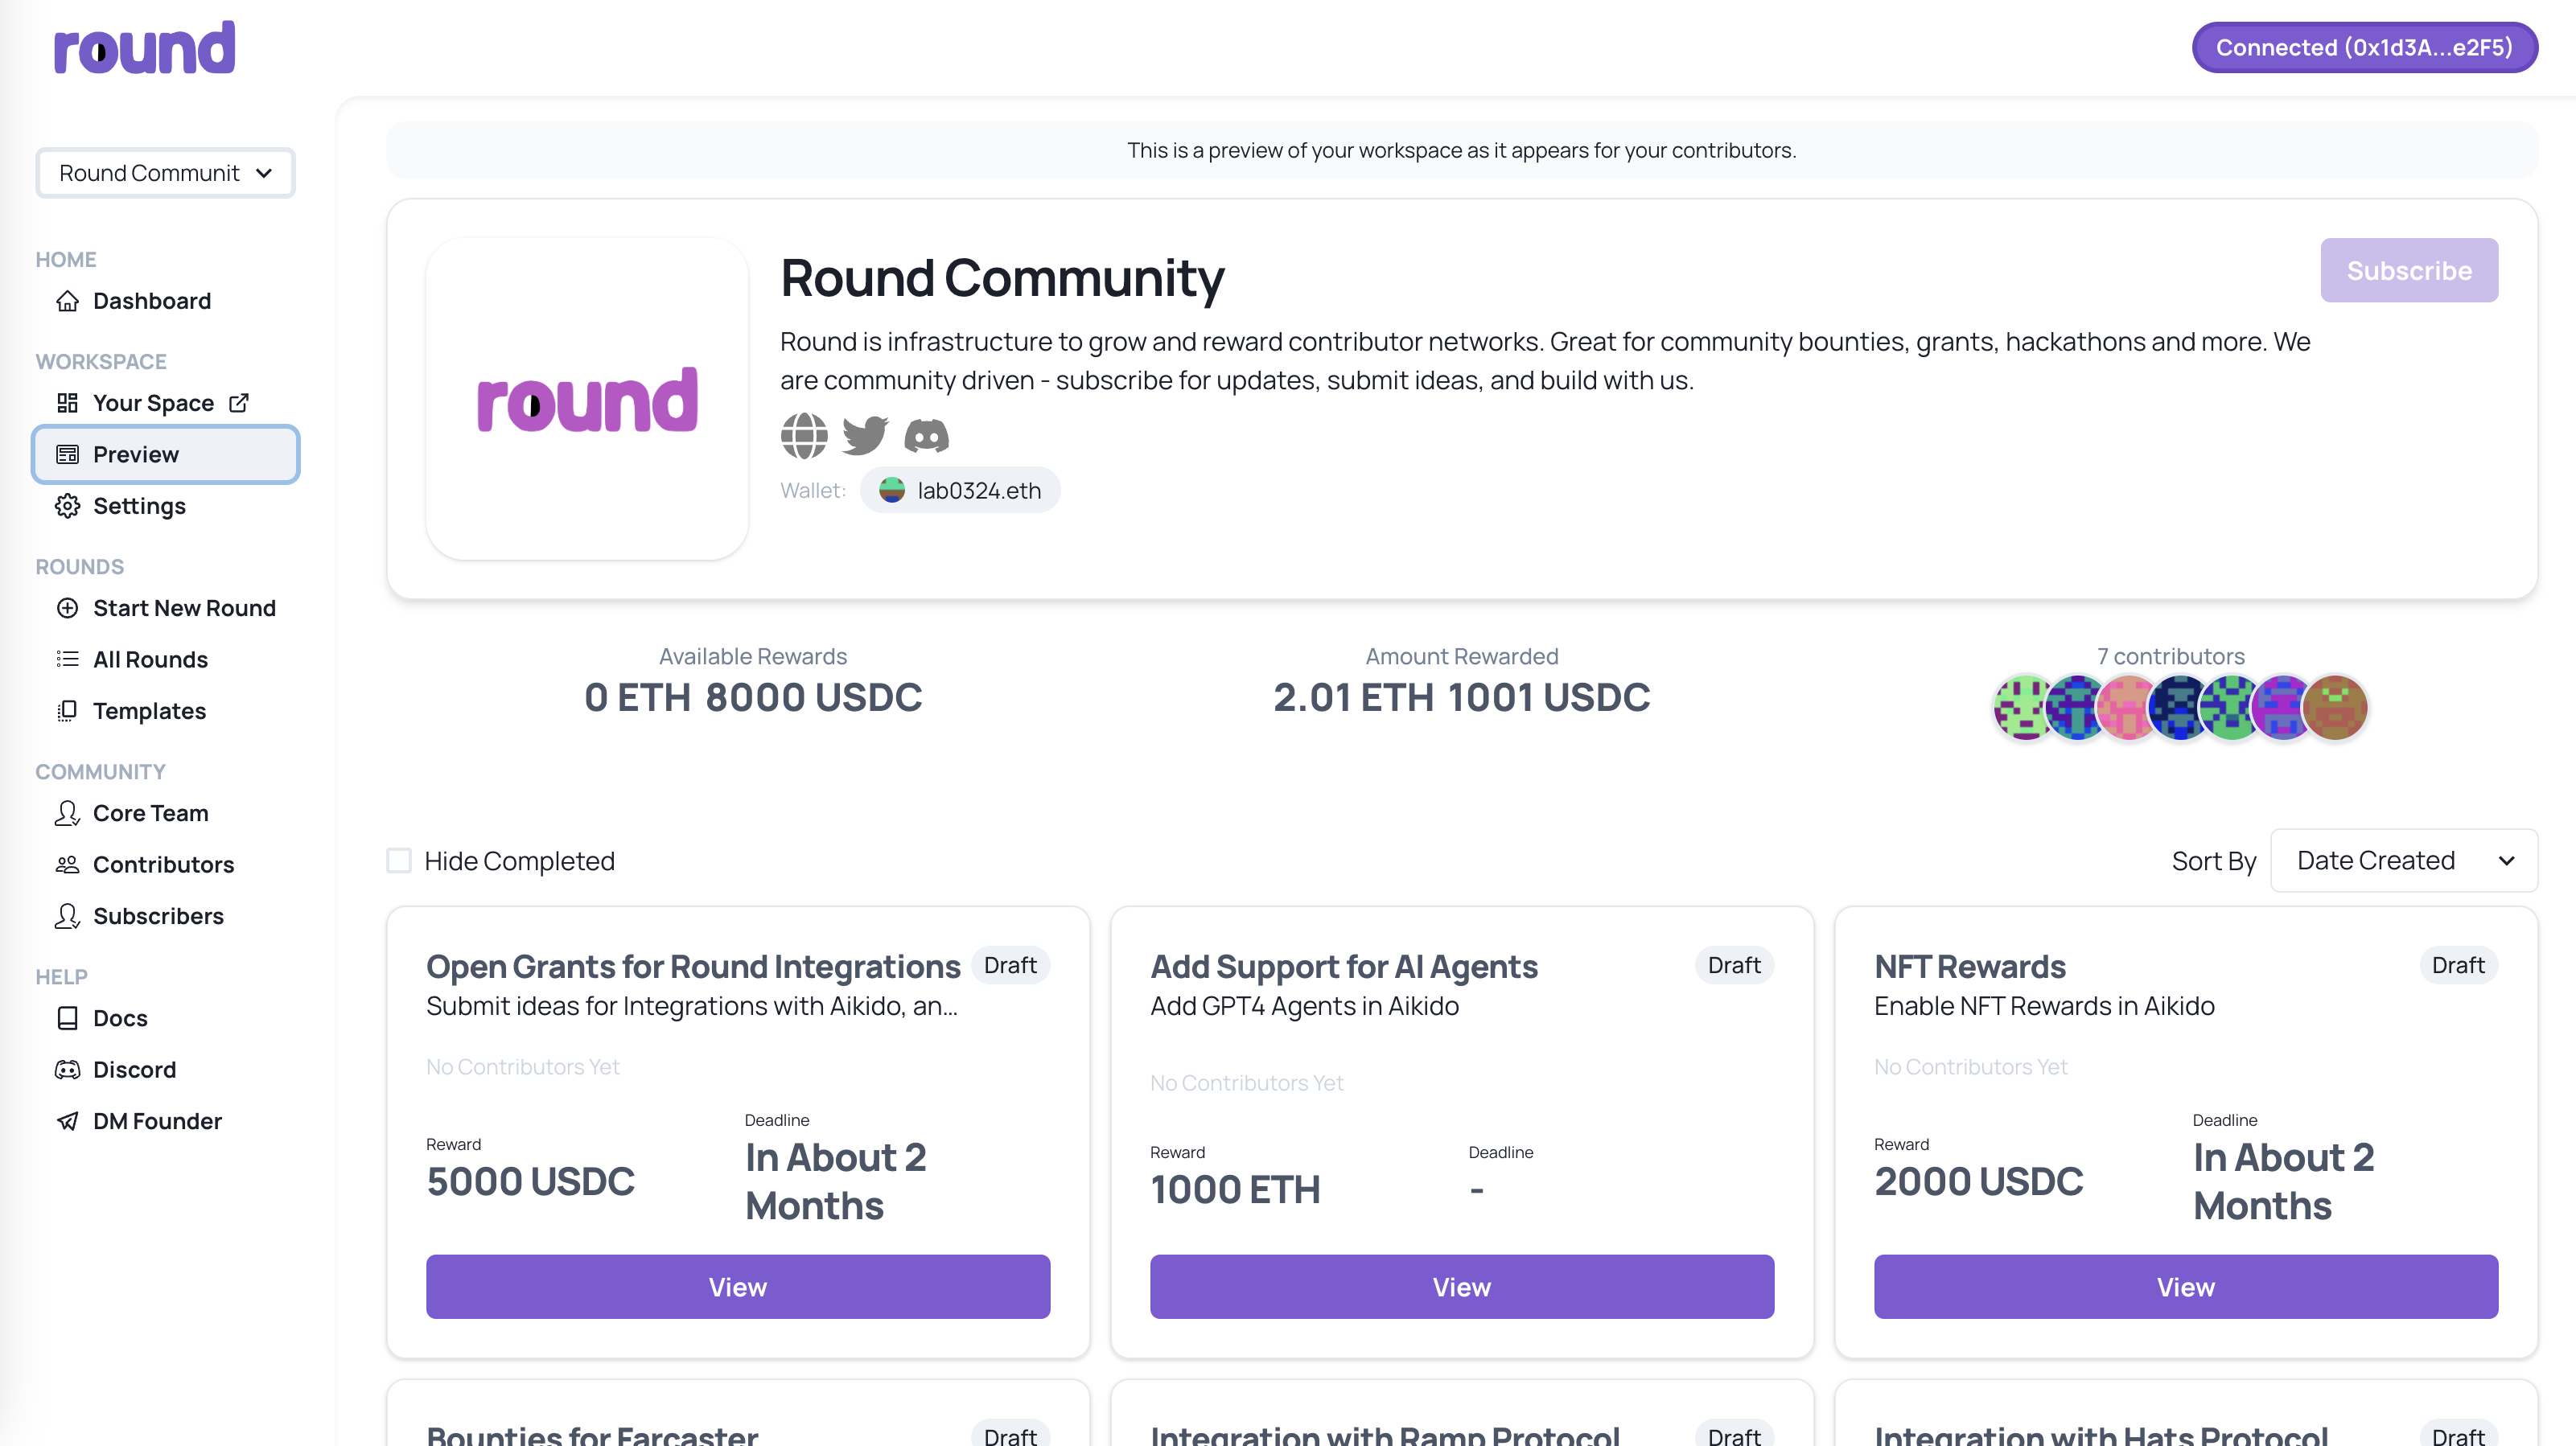 round
Connected (0x1d3A...e2F5)
Round Communit
HOME
Dashboard
WORKSPACE
Your Space
Preview
Settings
ROUNDS
Start New Round
All Rounds
Templates
COMMUNITY
Core Team
Contributors
Subscribers
HELP
Docs
Discord
DM Founder
This is a preview of your workspace as it appears for your contributors.
round
Round Community
Subscribe
Round is infrastructure to grow and reward contributor networks. Great for community bounties, grants, hackathons and more. We
are community driven - subscribe for updates, submit ideas, and build with us.
Wallet: lab0324.eth
Available Rewards
0 ETH 8000 USDC
Amount Rewarded
2.01 ETH 1001 USDC
7 contributors
Hide Completed
Sort By Date Created
Open Grants for Round Integrations Draft
Submit ideas for Integrations with Aikido, an...
No Contributors Yet
Reward
5000 USDC
Deadline
In About 2
Months
View
Add Support for AI Agents Draft
Add GPT4 Agents in Aikido
No Contributors Yet
Reward
1000 ETH
Deadline
-
View
NFT Rewards Draft
Enable NFT Rewards in Aikido
No Contributors Yet
Reward
2000 USDC
Deadline
In About 2
Months
View
Bounties for Farcaster Draft
Integration with Ramp Protocol Draft
Integration with Hats Protocol Draft